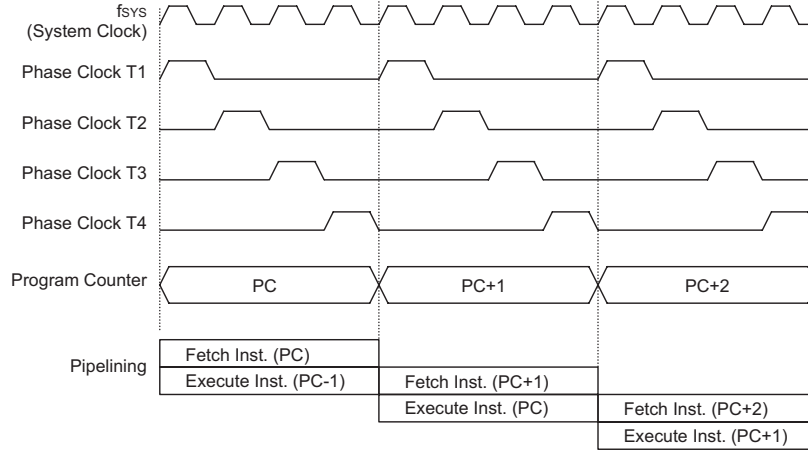 fSYS
(System Clock)
Phase Clock T1
Phase Clock T2
Phase Clock T3
Phase Clock T4
Program Counter
PC
PC+1
PC+2
Pipelining
Fetch Inst. (PC)
Execute Inst. (PC-1)
Fetch Inst. (PC+1)
Execute Inst. (PC)
Fetch Inst. (PC+2)
Execute Inst. (PC+1)